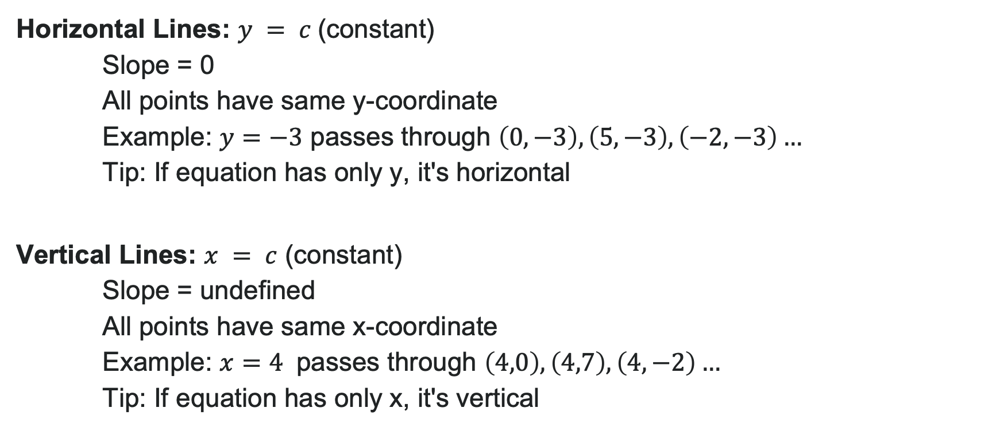 Horizontal Lines: y = c (constant)
Slope = 0
All points have same y-coordinate
Example: y = −3 passes through (0, −3), (5, −3), (−2, −3) ...
Tip: If equation has only y, it's horizontal
Vertical Lines: x = c (constant)
Slope = undefined
All points have same x-coordinate
Example: x = 4 passes through (4,0), (4,7), (4, −2) ...
Tip: If equation has only x, it's vertical